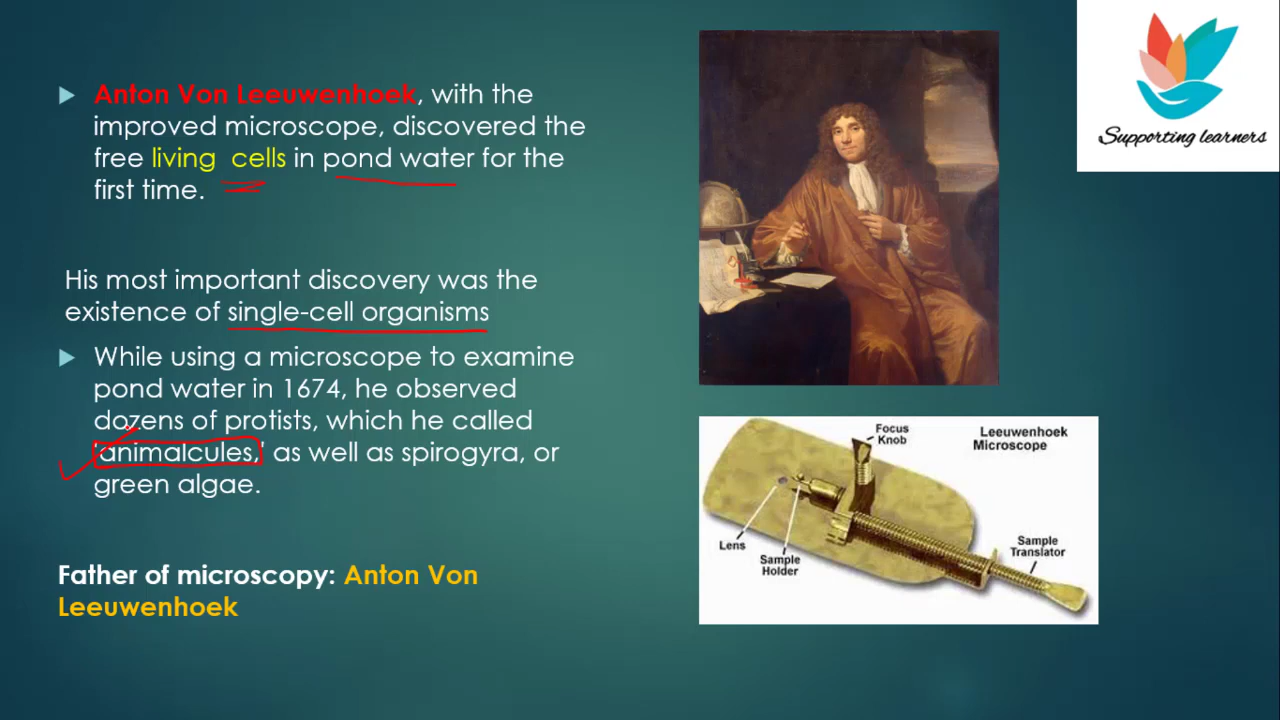 Anton Von Leeuwenhoek, with the
improved microscope, discovered the
free living cells in pond water for the
first time.
His most important discovery was the
existence of single-cell organisms
While using a microscope to examine
pond water in 1674, he observed
dozens of protists, which he called
'animalcules,' as well as spirogyra, or
green algae.
Father of microscopy: Anton Von
Leeuwenhoek
Supporting learners
Focus
Knob
Leeuwenhoek
Microscope
Lens
Sample
Holder
Sample
Translator